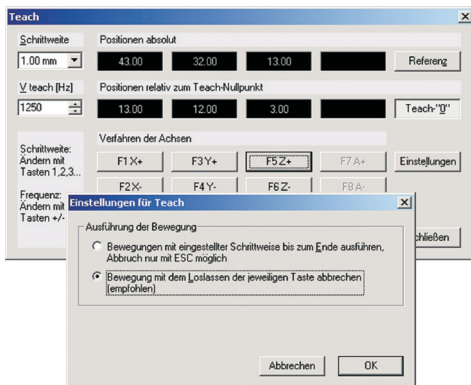 Teach
Schrittweite
Positionen absolut
1.00 mm
43.00
32.00
13.00
Referenz
V teach [Hz]
Positionen relativ zum Teach-Nullpunkt
1250
13.00
12.00
3.00
Teach-"0"
Verfahren der Achsen
Schrittweite:
Ändern mit
Tasten 1,2,3...
F1 X+
F3 Y+
F5 Z+
F7 A+
Einstellungen
F2 X-
F4 Y-
F6 Z-
F8 A-
Frequenz:
Ändern mit
Tasten +/-
chließen
Einstellungen für Teach
Ausführung der Bewegung
Bewegungen mit eingestellter Schrittweise bis zum Ende ausführen,
Abbruch nur mit ESC möglich
Bewegung mit dem Loslassen der jeweiligen Taste abbrechen
(empfohlen)
Abbrechen
OK